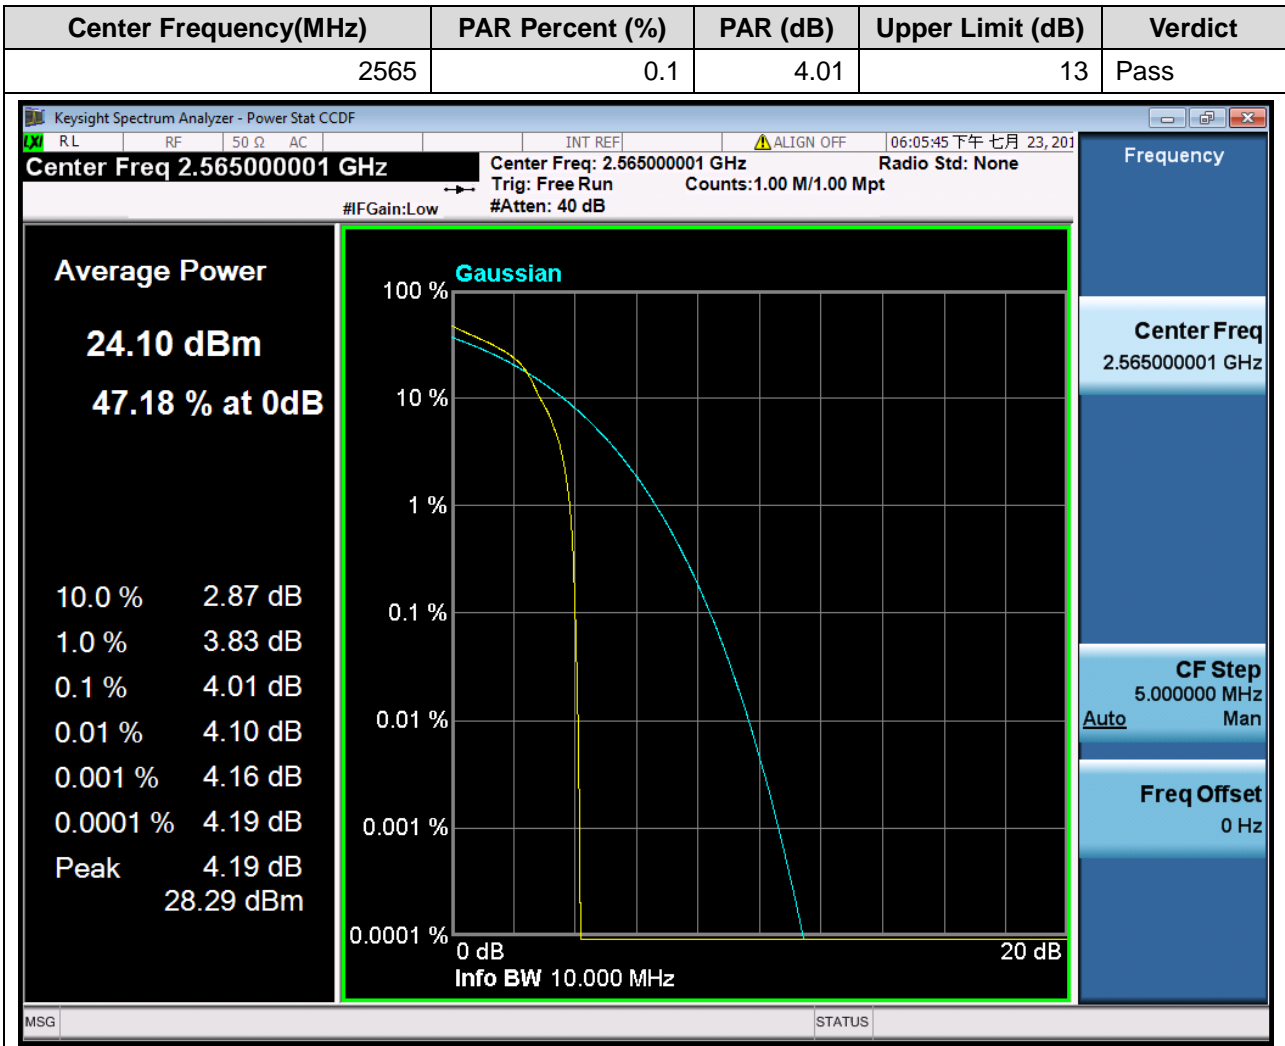 Center Frequency(MHz) PAR Percent (%) PAR (dB) Upper Limit (dB) Verdict
2565 0.1 4.01 13 Pass
Keysight Spectrum Analyzer - Power Stat CCDF
LXI RL RF 50 Ω AC INT REF ALIGN OFF 06:05:45 下午 七月 23, 201
Center Freq 2.565000001 GHz
Center Freq: 2.565000001 GHz Radio Std: None
Trig: Free Run Counts:1.00 M/1.00 Mpt
#IFGain:Low #Atten: 40 dB
Frequency
Average Power
24.10 dBm
47.18 % at 0dB
10.0 % 2.87 dB
1.0 % 3.83 dB
0.1 % 4.01 dB
0.01 % 4.10 dB
0.001 % 4.16 dB
0.0001 % 4.19 dB
Peak 4.19 dB
28.29 dBm
Gaussian
100 %
10 %
1 %
0.1 %
0.01 %
0.001 %
0.0001 %
0 dB 20 dB
Info BW 10.000 MHz
Center Freq
2.565000001 GHz
CF Step
5.000000 MHz
Auto Man
Freq Offset
0 Hz
MSG STATUS